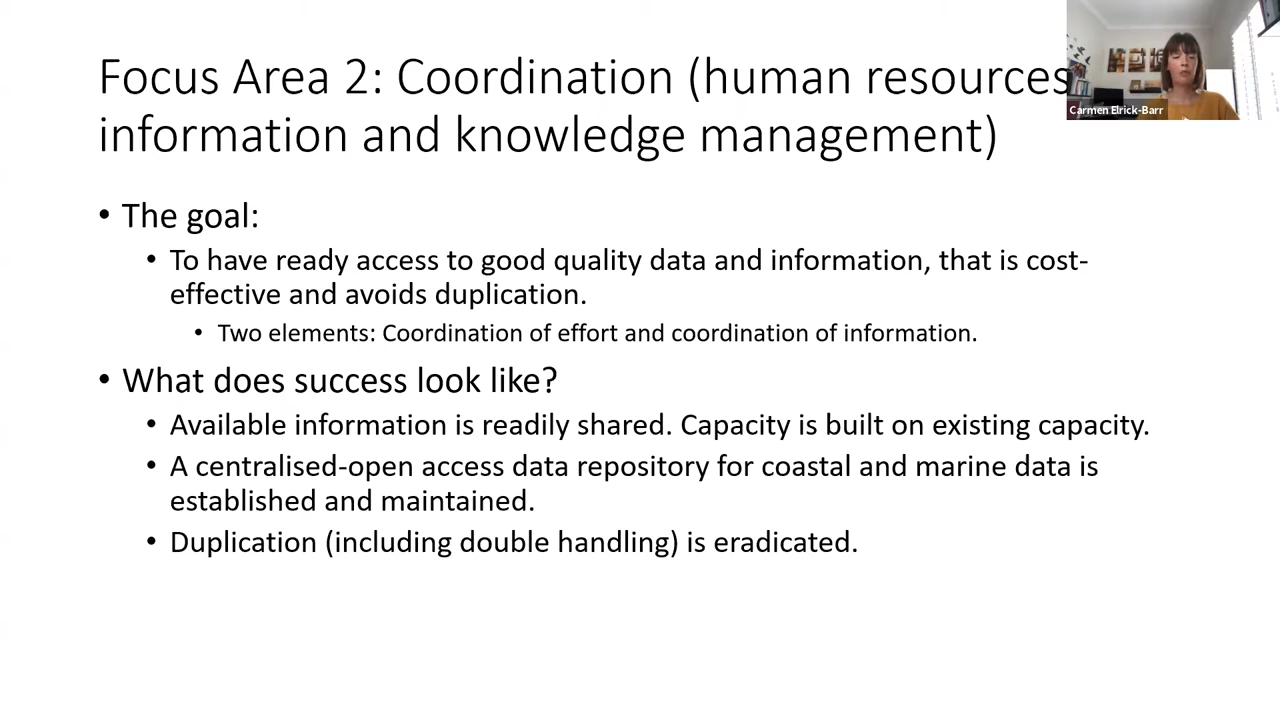 Focus Area 2: Coordination (human resources
information and knowledge management)
Carmen Elrick-Barr
• The goal:
• To have ready access to good quality data and information, that is cost-
effective and avoids duplication.
• Two elements: Coordination of effort and coordination of information.
• What does success look like?
• Available information is readily shared. Capacity is built on existing capacity.
• A centralised-open access data repository for coastal and marine data is
established and maintained.
• Duplication (including double handling) is eradicated.